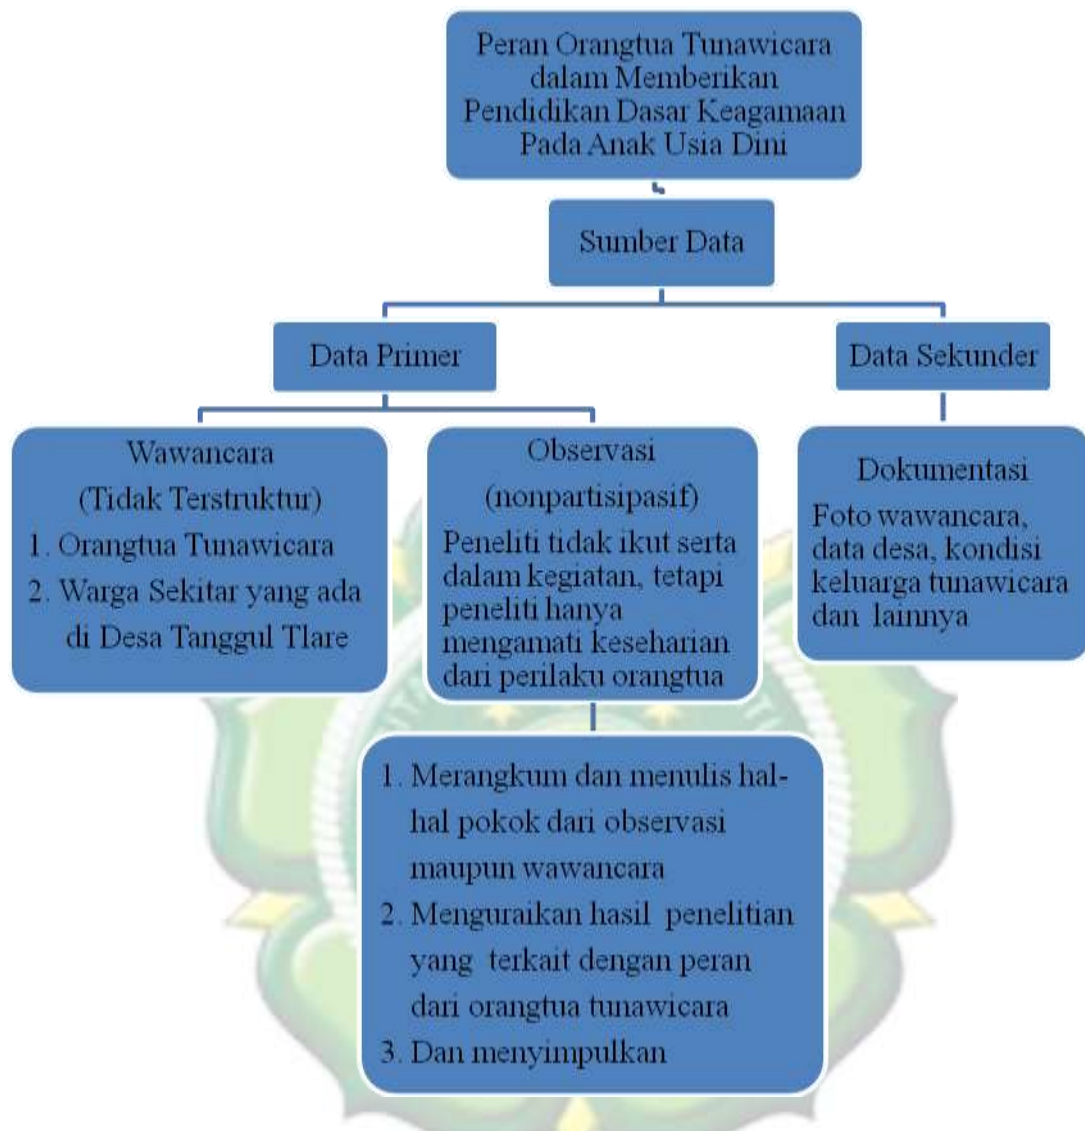 Peran Orangtua Tunawicara
dalam Memberikan
Pendidikan Dasar Keagamaan
Pada Anak Usia Dini
Sumber Data
Data Primer
Data Sekunder
Wawancara
(Tidak Terstruktur)
1. Orangtua Tunawicara
2. Warga Sekitar yang ada
di Desa Tanggul Tlare
Observasi
(nonpartisipasif)
Peneliti tidak ikut serta
dalam kegiatan, tetapi
peneliti hanya
mengamati keseharian
dari perilaku orangtua
Dokumentasi
Foto wawancara,
data desa, kondisi
keluarga tunawicara
dan lainnya
1. Merangkum dan menulis hal-
hal pokok dari observasi
maupun wawancara
2. Menguraikan hasil penelitian
yang terkait dengan peran
dari orangtua tunawicara
3. Dan menyimpulkan